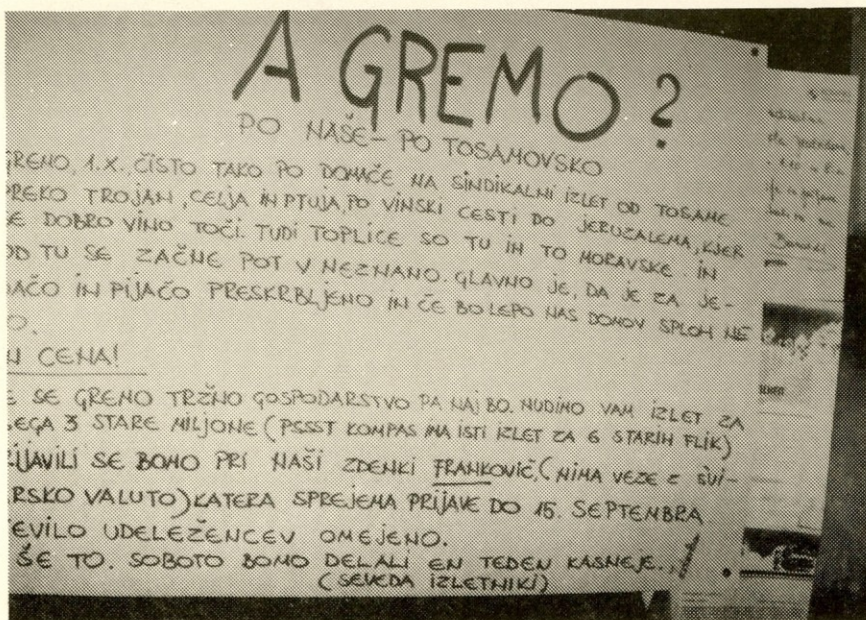 A GREMO?
PO NAŠE - PO TOSAMOVSKO
GREMO, 1.X., ČISTO TAKO PO DOMAČE NA SINDIKALNI IZLET OD TOSAME
PREKO TROJAN, CELJA IN PTUJA, PO VINSKI CESTI DO JERUZALEMA, KJER
SE DOBRO VINO TOČI. TUDI TOPLICE SO TU IN TO MORAVSKE. IN
OD TU SE ZAČNE POT V NEZNANO. GLAVNO JE, DA JE ZA JE-
DAČO IN PIJAČO PRESKRBLJENO IN ČE BO LEPO NAS DOMOV SPLOH NE
O.
N CENA!
E SE GREMO TRŽNO GOSPODARSTVO PA NAJ BO. NUDIMO VAM IZLET ZA
SEGA 3 STARE MILJONE (PSSST KOMPAS IMA ISTI IZLET ZA 6 STARIH FLIK)
RIJAVILI SE BOMO PRI NAŠI ZDENKI FRANKOVIČ, (NIMA VEZE Z ŠVI-
ARSKO VALUTO) KATERA SPREJEMA PRIJAVE DO 15. SEPTEMBRA.
EVILO UDELEŽENCEV OMEJENO.
ŠE TO. SOBOTO BOMO DELALI EN TEDEN KASNEJE..,
(SEVEDA IZLETNIKI)